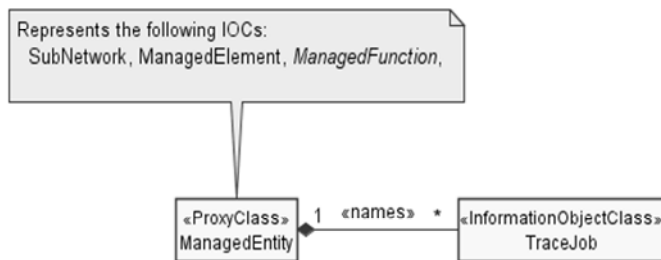 Represents the following IOCs:
SubNetwork, ManagedElement, ManagedFunction,
«ProxyClass»
ManagedEntity
1 «names» *
«InformationObjectClass»
TraceJob